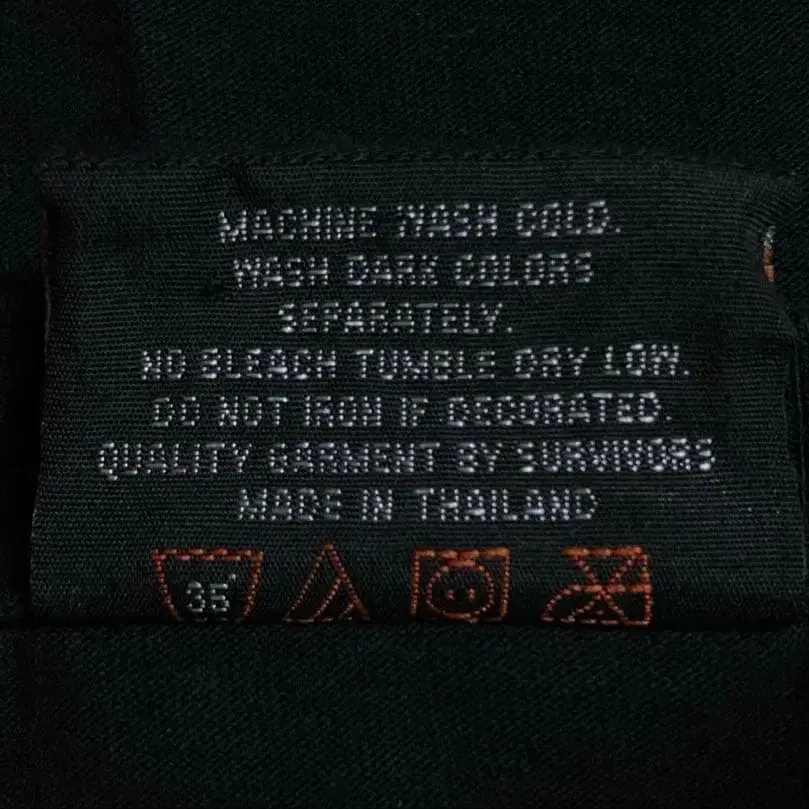 MACHINE WASH COLD.
WASH DARK COLORS
SEPARATELY.
NO BLEACH TUMBLE DRY LOW.
DO NOT IRON IF DECORATED.
QUALITY GARMENT BY SURVIVORS
MADE IN THAILAND
35°